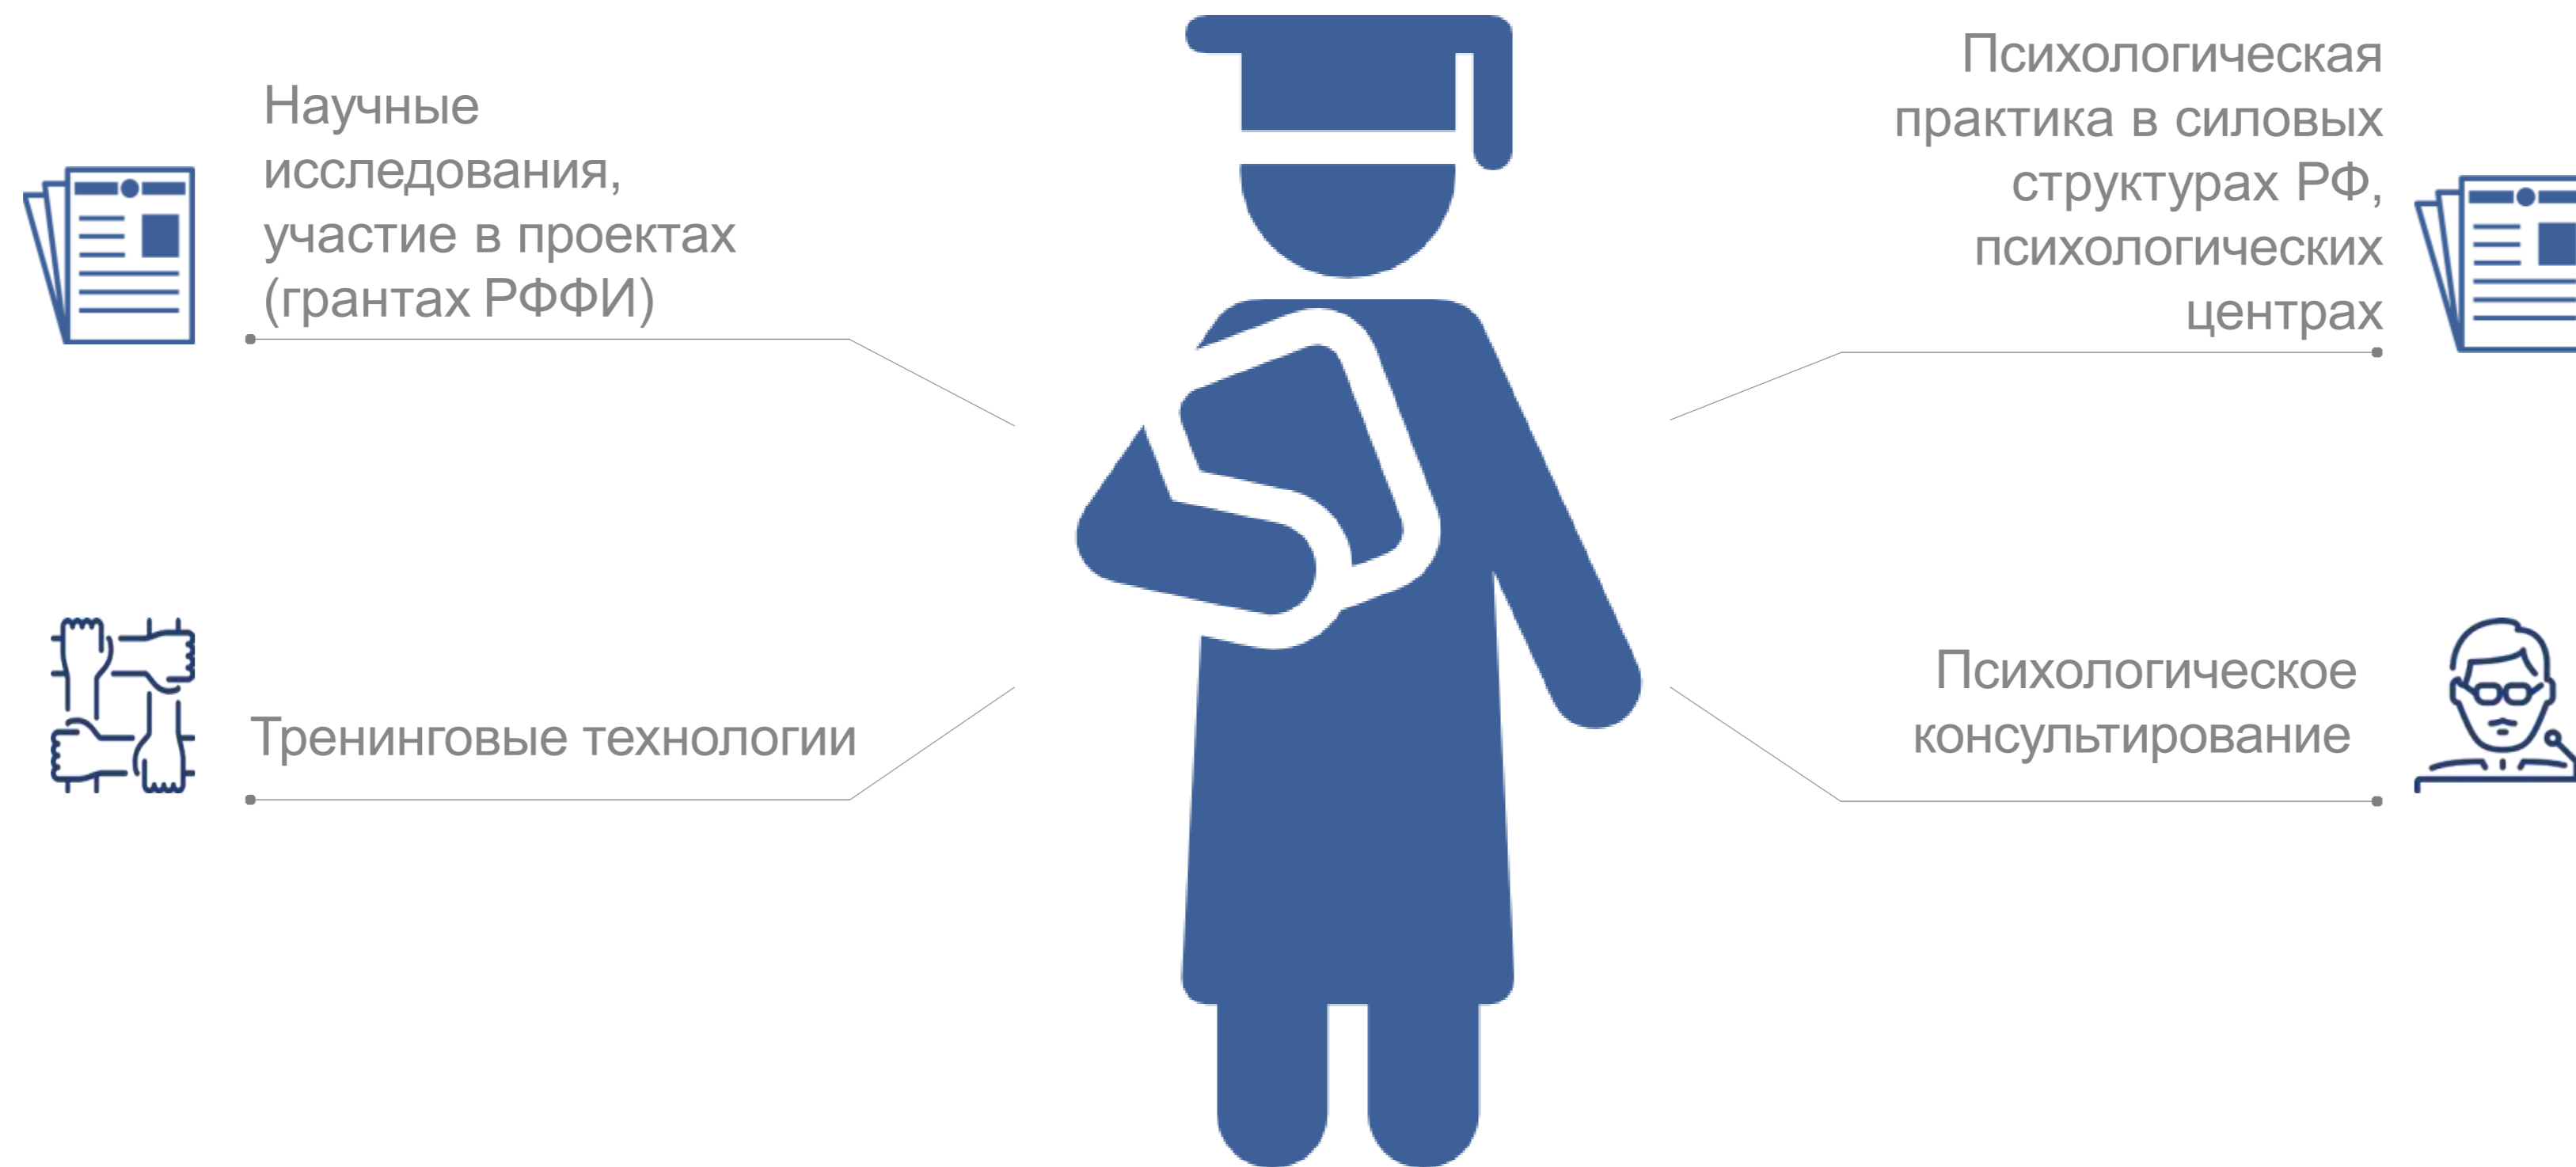 Научные
исследования,
участие в проектах
(грантах РФФИ)
Психологическая
практика в силовых
структурах РФ,
психологических
центрах
Тренинговые технологии
Психологическое
консультирование